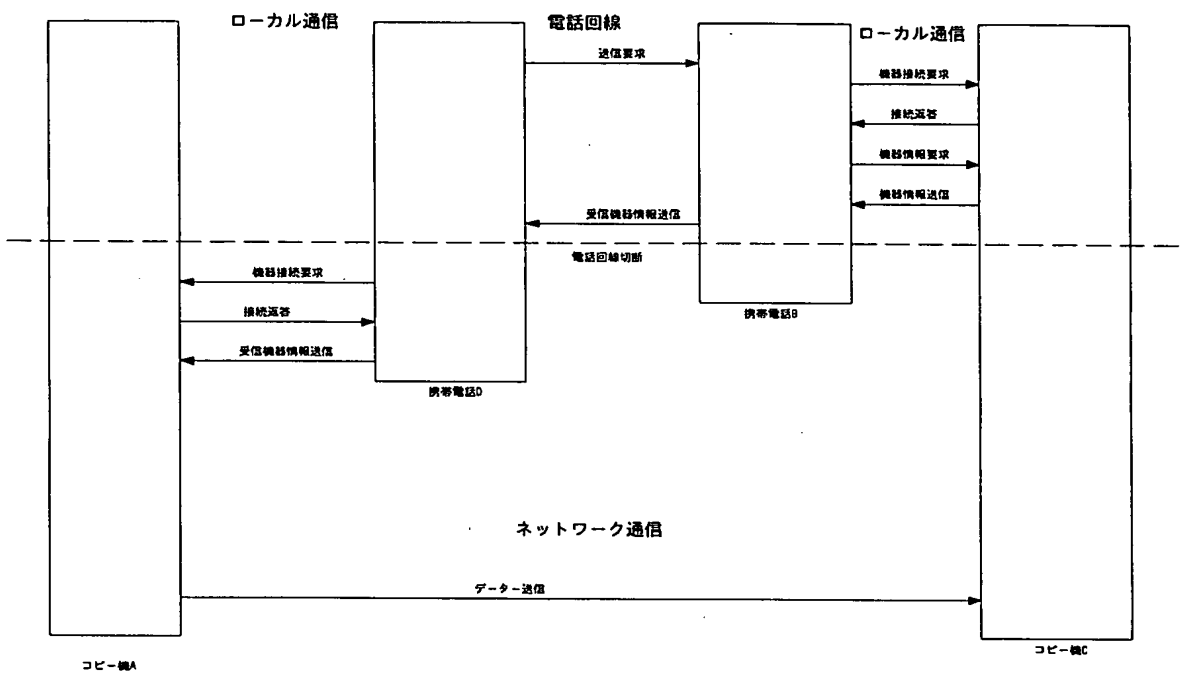 ローカル通信
電話回線
ローカル通信
送信要求
機器接続要求
接続返答
機器情報要求
機器情報送信
受信機器情報送信
電話回線切断
機器接続要求
接続返答
受信機器情報送信
携帯電話B
携帯電話D
ネットワーク通信
データー送信
コピー機A
コピー機C